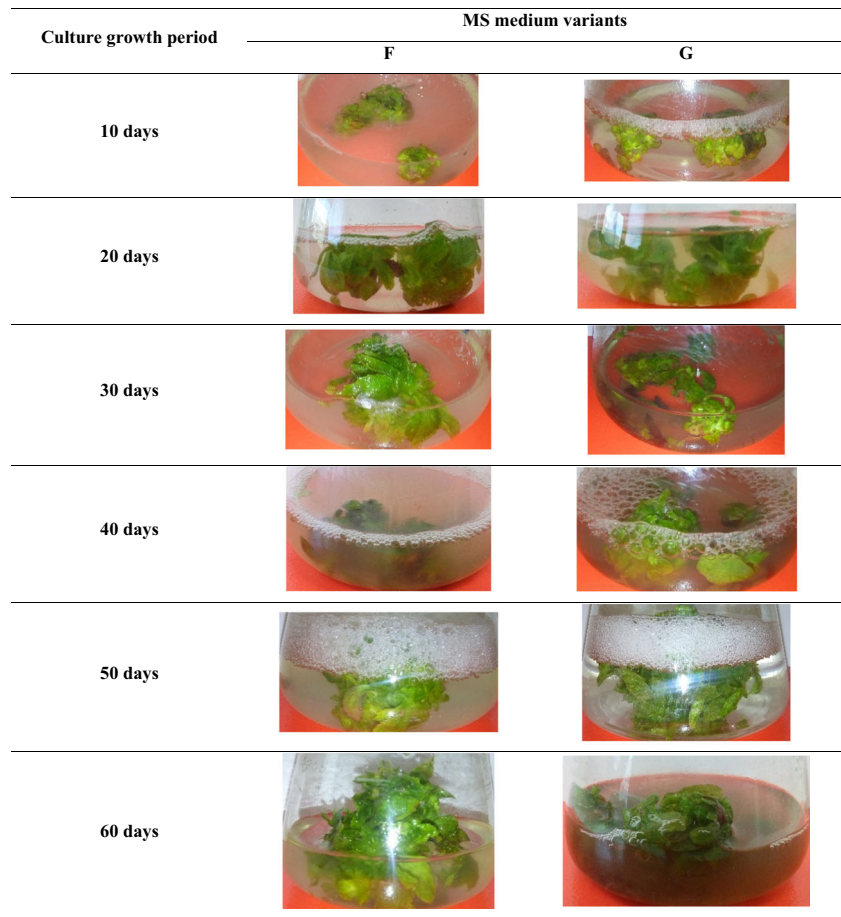 Culture growth period
MS medium variants
F
G
10 days
20 days
30 days
40 days
50 days
60 days